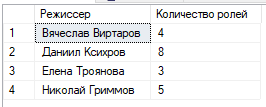 Режиссер Количество ролей
1 Вячеслав Виртаров 4
2 Даниил Ксихров 8
3 Елена Троянова 3
4 Николай Гриммов 5